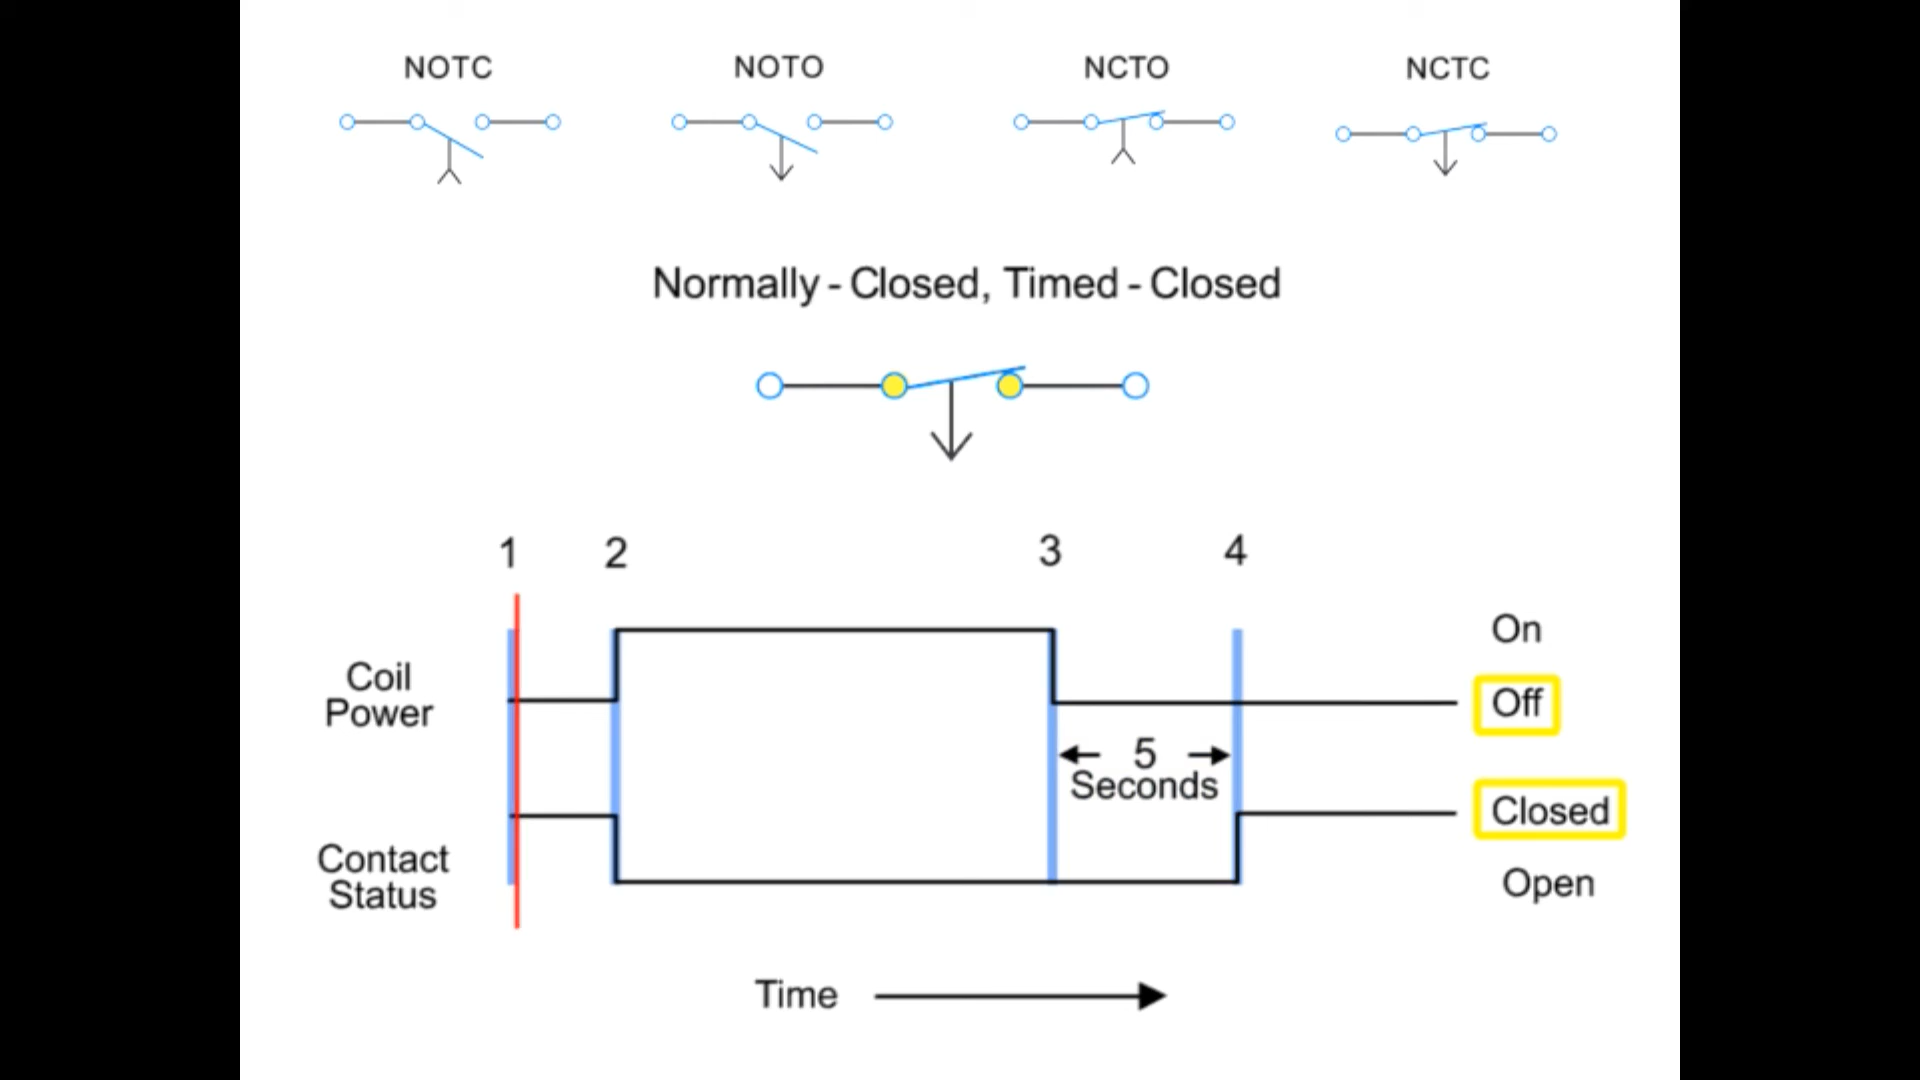 NOTC
NOTO
NCTO
NCTC
Normally - Closed, Timed - Closed
1
2
3
4
Coil
Power
On
Off
5
Seconds
Contact
Status
Closed
Open
Time